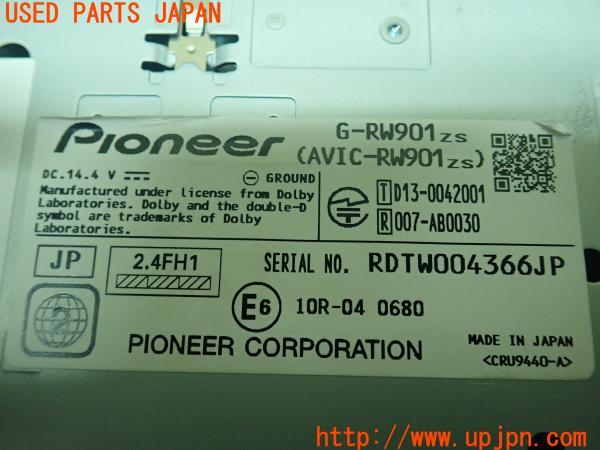 USED PARTS JAPAN
Pioneer
G-RW901zs
(AVIC-RW901zs)
DC.14.4 V
GROUND
Manufactured under license from Dolby
Laboratories. Dolby and the double-D
symbol are trademarks of Dolby
Laboratories.
T D13-0042001
R 007-AB0030
JP
2.4FH1
SERIAL NO. RDTW004366JP
2
E6 10R-04 0680
PIONEER CORPORATION
MADE IN JAPAN
<CRU9440-A>
UPJ http://www.upjpn.com/